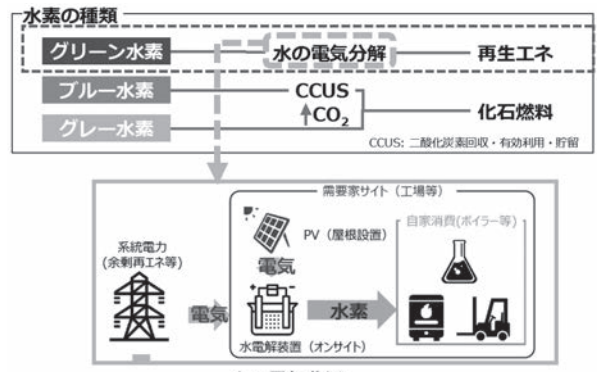 水素の種類
グリーン水素 水の電気分解 再生エネ
ブルー水素 CCUS
↑CO₂ 化石燃料
グレー水素
CCUS: 二酸化炭素回収・有効利用・貯留
需要家サイト(工場等)
系統電力
(余剰再エネ等)
PV(屋根設置)
自家消費(ボイラー等)
電気
電気
水素
水電解装置(オンサイト)